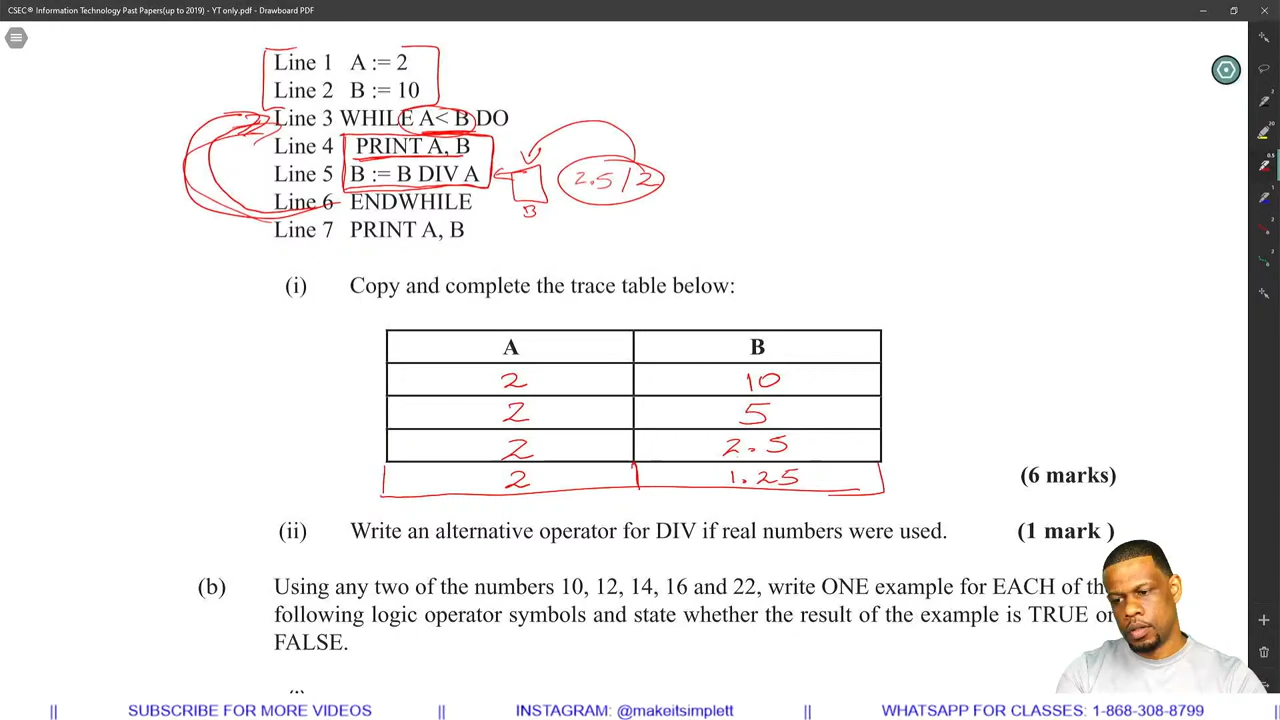 CSEC® Information Technology Past Papers(up to 2019) - YT only.pdf - Drawboard PDF
Line 1 A := 2
Line 2 B := 10
Line 3 WHILE A< B DO
Line 4 PRINT A, B
Line 5 B := B DIV A
2.5/2
Line 6 ENDWHILE
B
Line 7 PRINT A, B
(i) Copy and complete the trace table below:
A B
2 10
2 5
2 2.5
2 1.25
(6 marks)
(ii) Write an alternative operator for DIV if real numbers were used. (1 mark )
(b) Using any two of the numbers 10, 12, 14, 16 and 22, write ONE example for EACH of th
following logic operator symbols and state whether the result of the example is TRUE or
FALSE.
|| SUBSCRIBE FOR MORE VIDEOS || INSTAGRAM: @makeitsimplett || WHATSAPP FOR CLASSES: 1-868-308-8799 ||